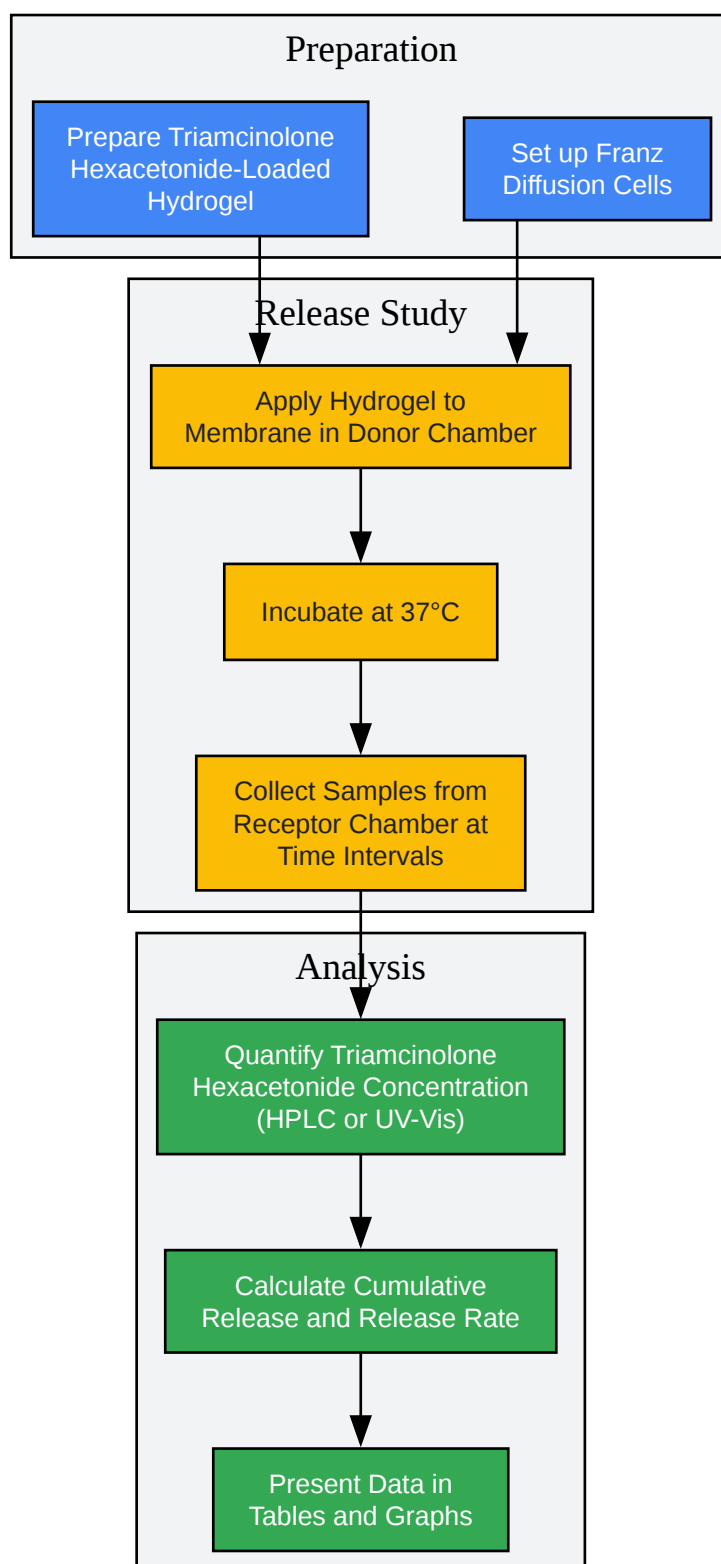 Preparation
Prepare Triamcinolone
Hexacetonide-Loaded
Hydrogel
Set up Franz
Diffusion Cells
Release Study
Apply Hydrogel to
Membrane in Donor Chamber
Incubate at 37°C
Collect Samples from
Receptor Chamber at
Time Intervals
Analysis
Quantify Triamcinolone
Hexacetonide Concentration
(HPLC or UV-Vis)
Calculate Cumulative
Release and Release Rate
Present Data in
Tables and Graphs